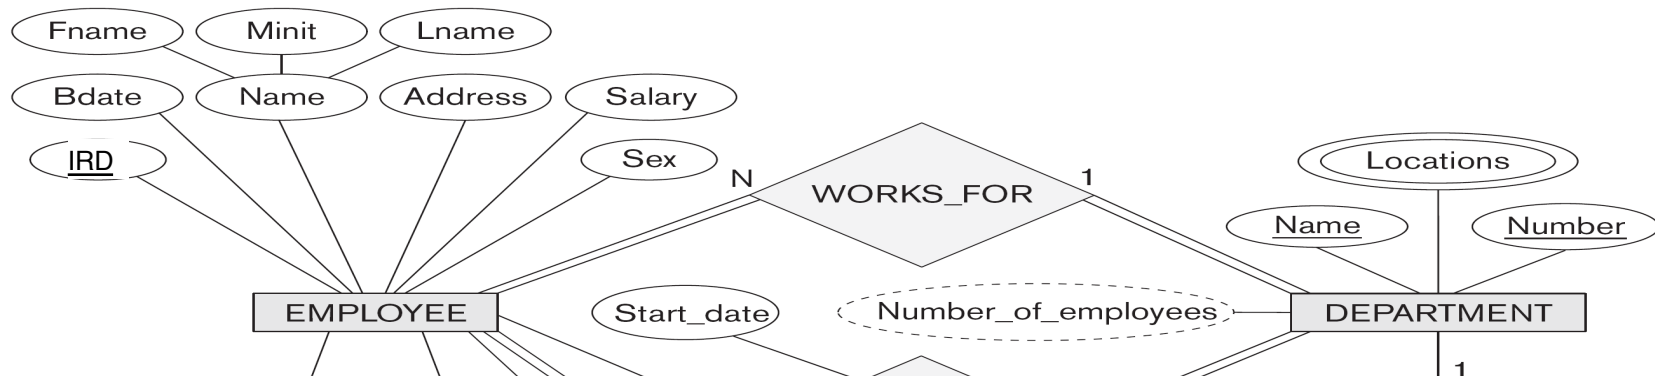 Fname Minit Lname
Bdate Name Address Salary
IRD Sex
N WORKS_FOR 1
Locations
Name Number
EMPLOYEE Start_date Number_of_employees DEPARTMENT
1